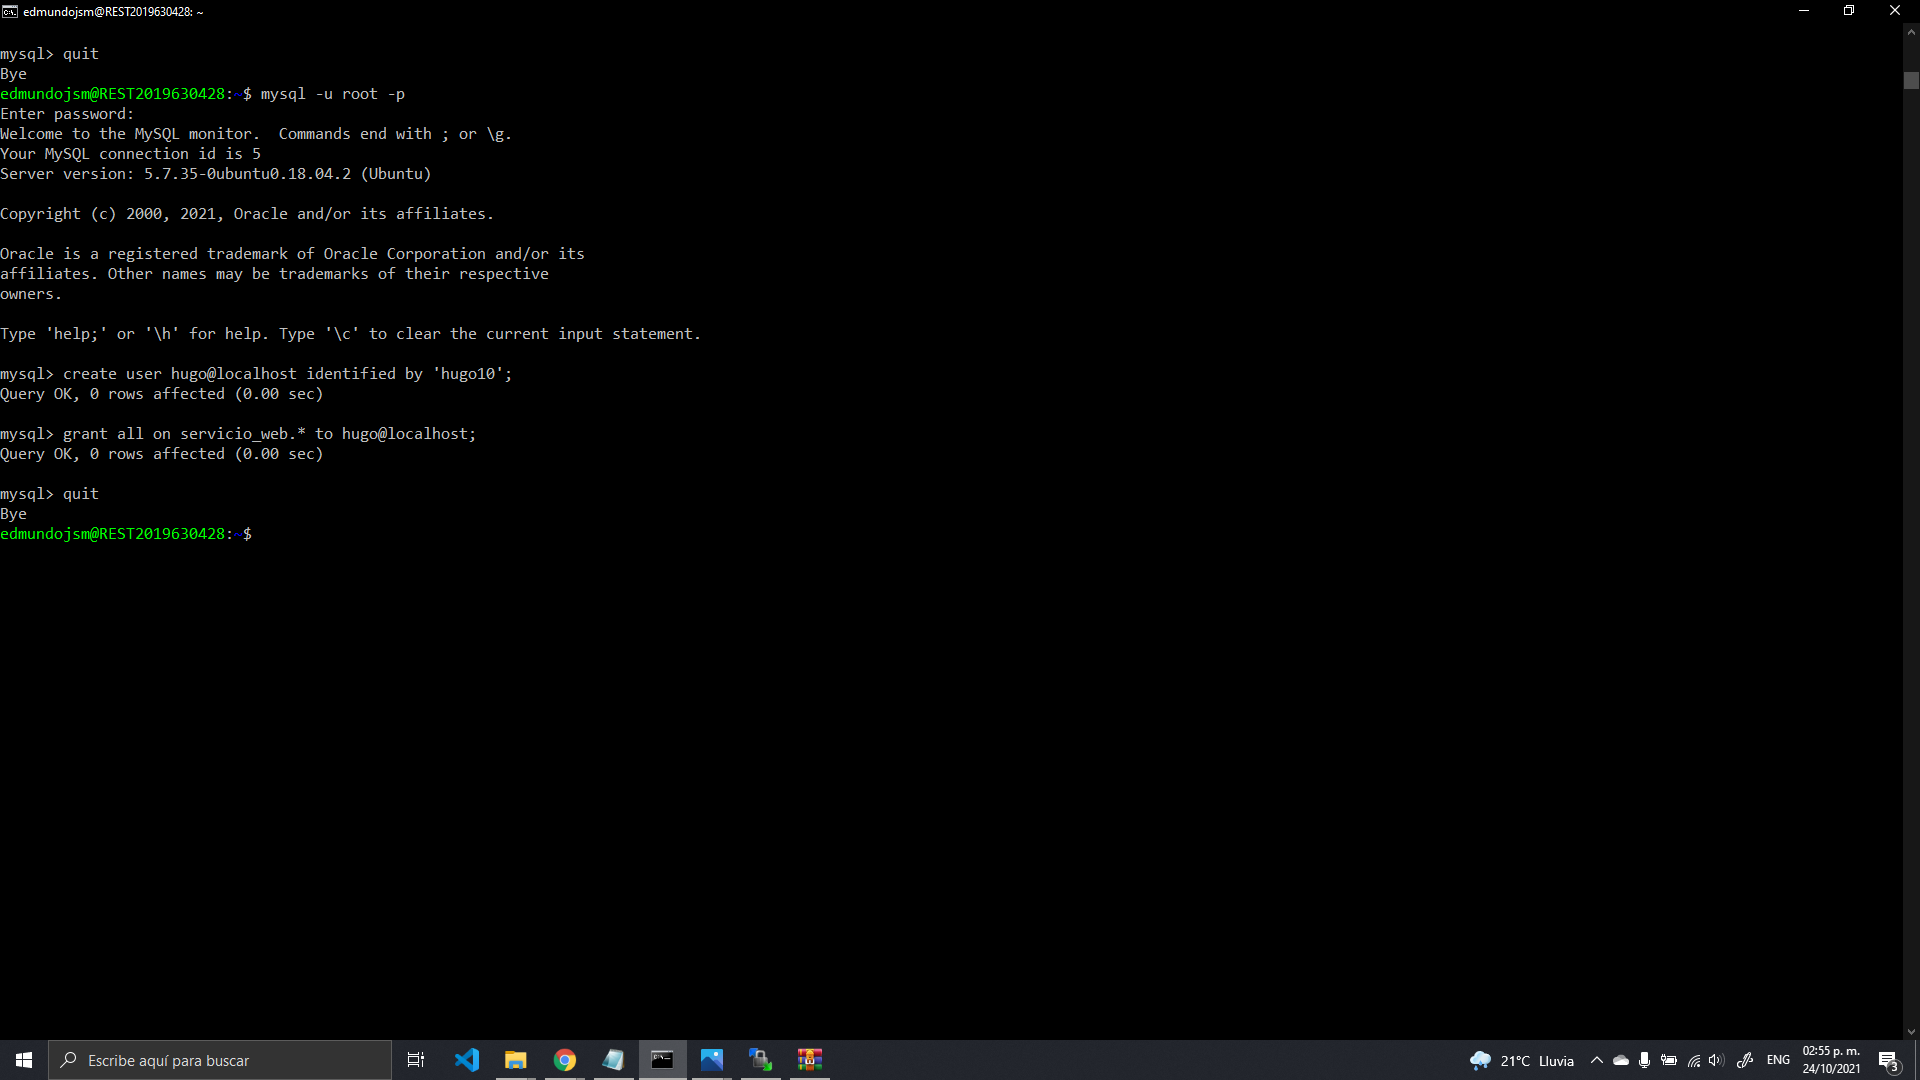 edmundojsm@REST2019630428: ~
mysql> quit
Bye
edmundojsm@REST2019630428:~$ mysql -u root -p
Enter password:
Welcome to the MySQL monitor.  Commands end with ; or \g.
Your MySQL connection id is 5
Server version: 5.7.35-0ubuntu0.18.04.2 (Ubuntu)
Copyright (c) 2000, 2021, Oracle and/or its affiliates.
Oracle is a registered trademark of Oracle Corporation and/or its
affiliates. Other names may be trademarks of their respective
owners.
Type 'help;' or '\h' for help. Type '\c' to clear the current input statement.
mysql> create user hugo@localhost identified by 'hugo10';
Query OK, 0 rows affected (0.00 sec)
mysql> grant all on servicio_web.* to hugo@localhost;
Query OK, 0 rows affected (0.00 sec)
mysql> quit
Bye
edmundojsm@REST2019630428:~$
Escribe aquí para buscar
21°C Lluvia
ENG
02:55 p. m.
24/10/2021
3